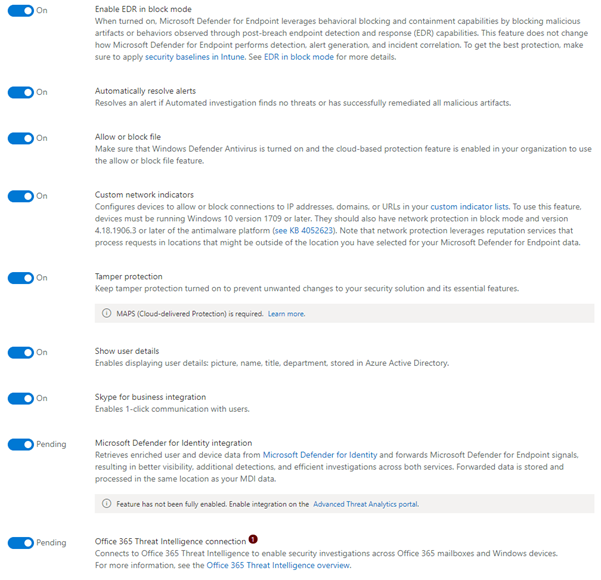 On
Enable EDR in block mode
When turned on, Microsoft Defender for Endpoint leverages behavioral blocking and containment capabilities by blocking malicious
artifacts or behaviors observed through post-breach endpoint detection and response (EDR) capabilities. This feature does not change
how Microsoft Defender for Endpoint performs detection, alert generation, and incident correlation. To get the best protection, make
sure to apply security baselines in Intune. See EDR in block mode for more details.
On
Automatically resolve alerts
Resolves an alert if Automated investigation finds no threats or has successfully remediated all malicious artifacts.
On
Allow or block file
Make sure that Windows Defender Antivirus is turned on and the cloud-based protection feature is enabled in your organization to use
the allow or block file feature.
On
Custom network indicators
Configures devices to allow or block connections to IP addresses, domains, or URLs in your custom indicator lists. To use this feature,
devices must be running Windows 10 version 1709 or later. They should also have network protection in block mode and version
4.18.1906.3 or later of the antimalware platform (see KB 4052623). Note that network protection leverages reputation services that
process requests in locations that might be outside of the location you have selected for your Microsoft Defender for Endpoint data.
On
Tamper protection
Keep tamper protection turned on to prevent unwanted changes to your security solution and its essential features.
MAPS (Cloud-delivered Protection) is required. Learn more.
On
Show user details
Enables displaying user details: picture, name, title, department, stored in Azure Active Directory.
On
Skype for business integration
Enables 1-click communication with users.
Pending
Microsoft Defender for Identity integration
Retrieves enriched user and device data from Microsoft Defender for Identity and forwards Microsoft Defender for Endpoint signals,
resulting in better visibility, additional detections, and efficient investigations across both services. Forwarded data is stored and
processed in the same location as your MDI data.
Feature has not been fully enabled. Enable integration on the Advanced Threat Analytics portal.
Pending
Office 365 Threat Intelligence connection 1
Connects to Office 365 Threat Intelligence to enable security investigations across Office 365 mailboxes and Windows devices.
For more information, see the Office 365 Threat Intelligence overview.